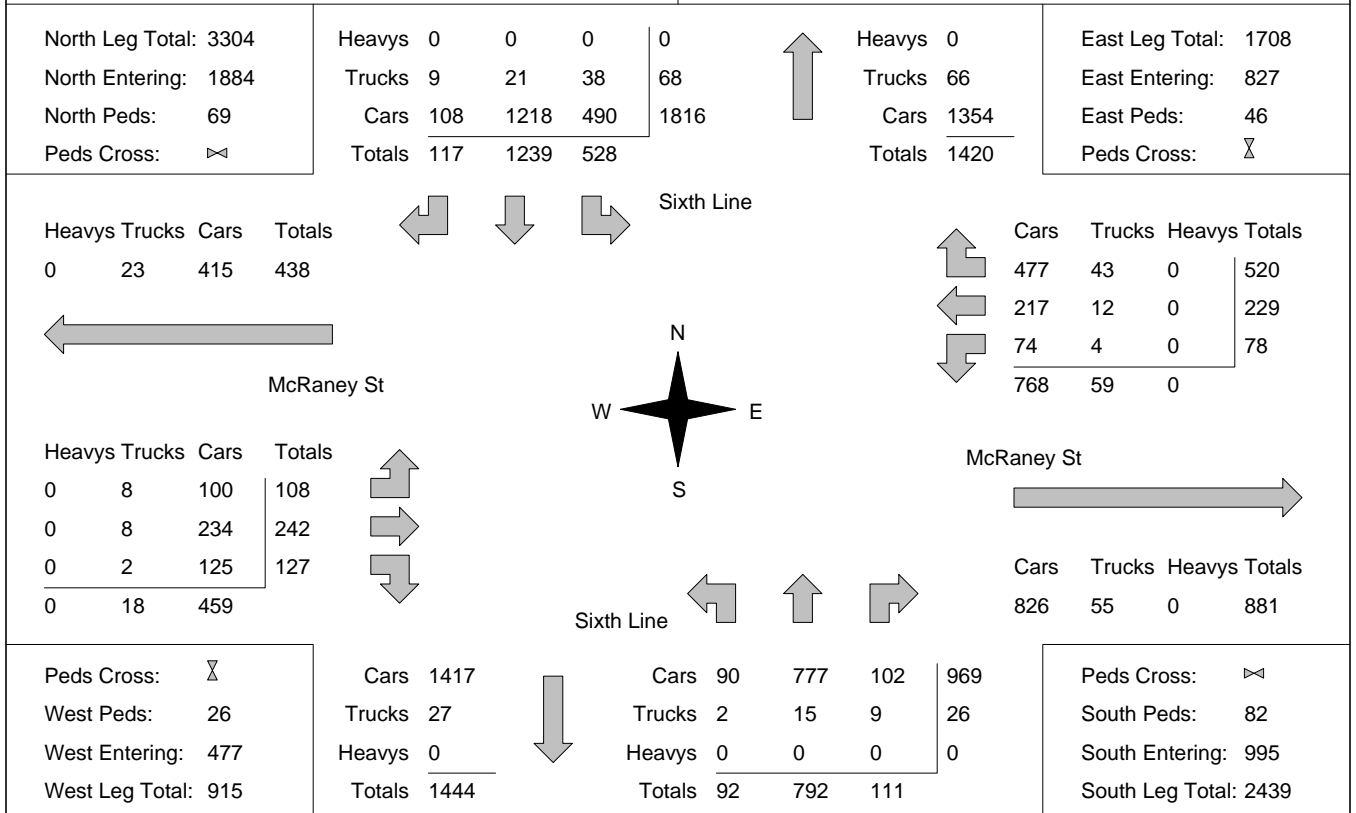 North Leg Total: 3304
North Entering: 1884
North Peds: 69
Peds Cross:
Heavys 0 0 0 0
Trucks 9 21 38 68
Cars 108 1218 490 1816
Totals 117 1239 528
Heavys 0
Trucks 66
Cars 1354
Totals 1420
East Leg Total: 1708
East Entering: 827
East Peds: 46
Peds Cross:
Sixth Line
Heavys Trucks Cars Totals
0 23 415 438
McRaney St
Cars Trucks Heavys Totals
477 43 0 520
217 12 0 229
74 4 0 78
768 59 0
N
W E
S
Heavys Trucks Cars Totals
0 8 100 108
0 8 234 242
0 2 125 127
0 18 459
McRaney St
Cars Trucks Heavys Totals
826 55 0 881
Sixth Line
Peds Cross:
West Peds: 26
West Entering: 477
West Leg Total: 915
Cars 1417
Trucks 27
Heavys 0
Totals 1444
Cars 90 777 102 969
Trucks 2 15 9 26
Heavys 0 0 0 0
Totals 92 792 111
Peds Cross:
South Peds: 82
South Entering: 995
South Leg Total: 2439